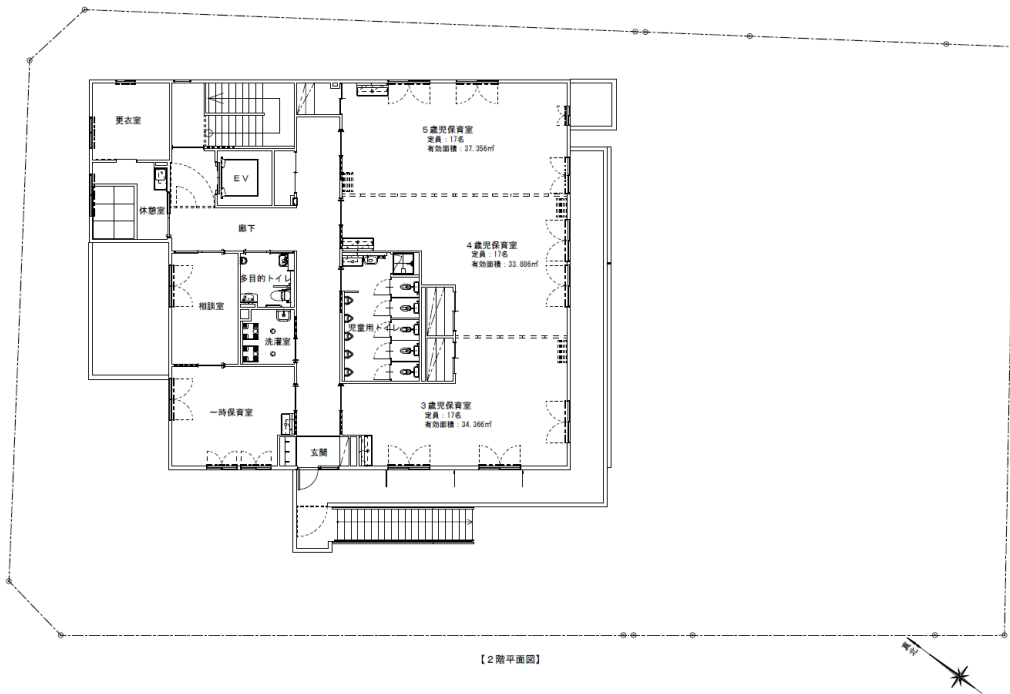 更衣室
5歳児保育室
定員：17名
有効面積：37.356㎡
EV
休憩室
廊下
4歳児保育室
定員：17名
有効面積：33.886㎡
多目的トイレ
相談室
児童用トイレ
洗濯室
3歳児保育室
定員：17名
有効面積：34.366㎡
一時保育室
玄関
【2階平面図】
真北